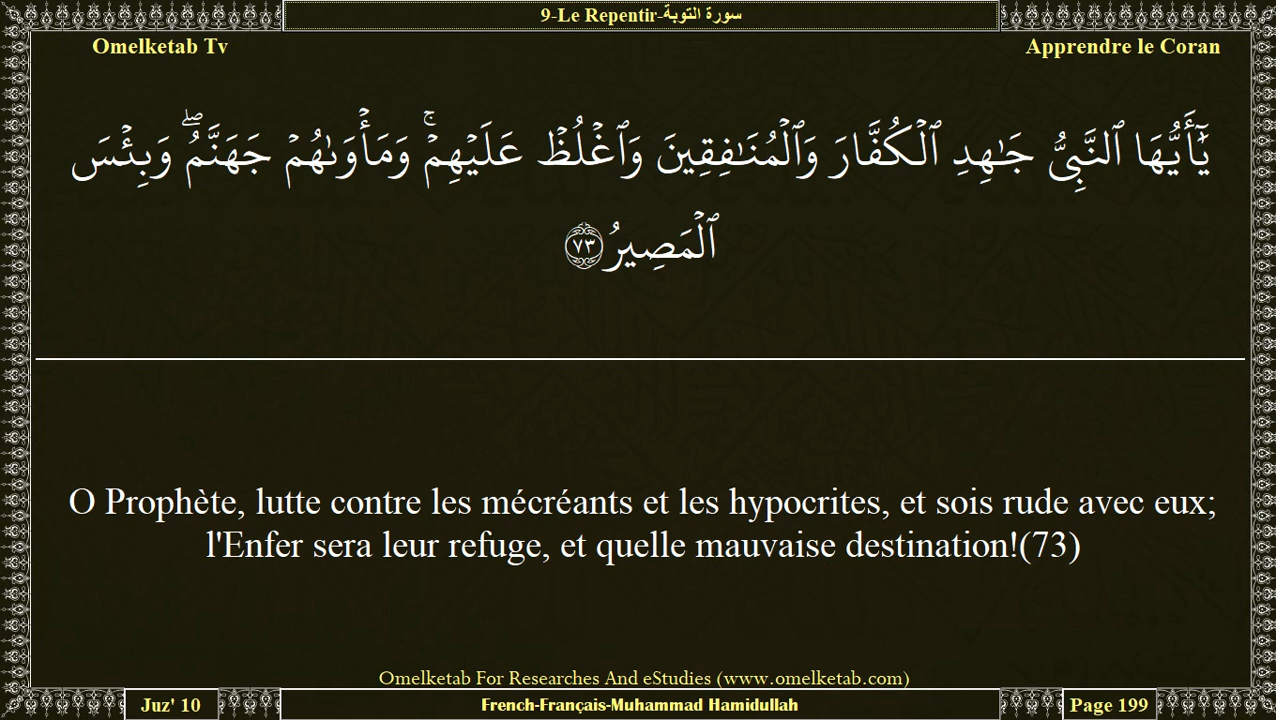 9-Le Repentir-سورة التوبة
Omelketab Tv
Apprendre le Coran
يَٰٓأَيُّهَا ٱلنَّبِىُّ جَٰهِدِ ٱلْكُفَّارَ وَٱلْمُنَٰفِقِينَ وَٱغْلُظْ عَلَيْهِمْ ۚ وَمَأْوَىٰهُمْ جَهَنَّمُ ۖ وَبِئْسَ
ٱلْمَصِيرُ ٧٣
O Prophète, lutte contre les mécréants et les hypocrites, et sois rude avec eux;
l'Enfer sera leur refuge, et quelle mauvaise destination!(73)
Omelketab For Researches And eStudies (www.omelketab.com)
Juz' 10
French-Français-Muhammad Hamidullah
Page 199